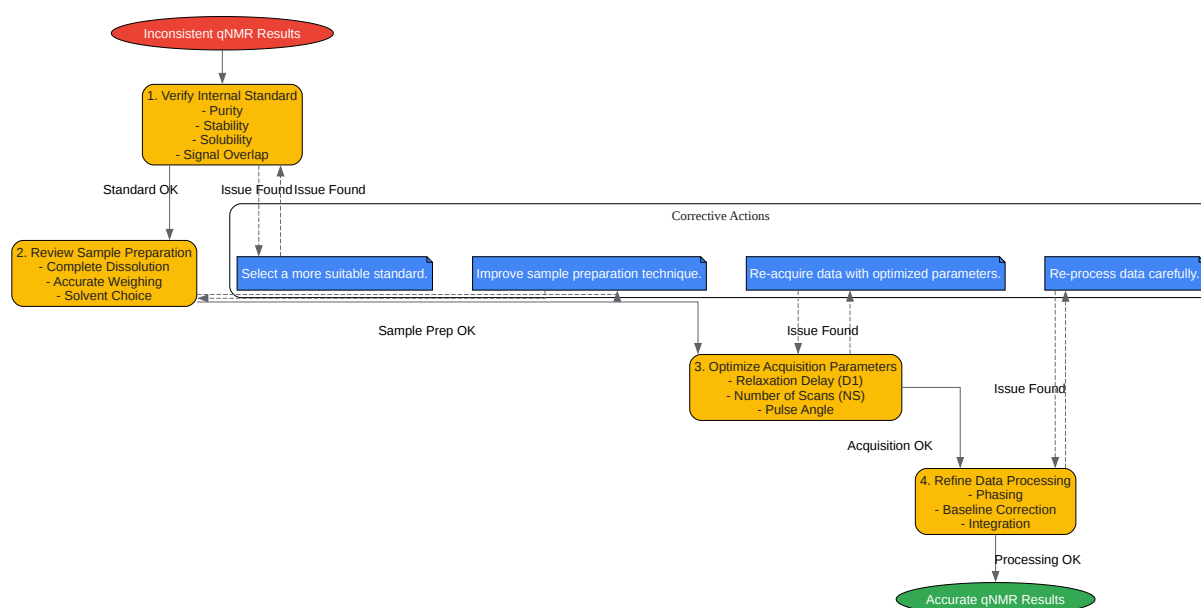 Inconsistent qNMR Results
1. Verify Internal Standard
- Purity
- Stability
- Solubility
- Signal Overlap
Standard OK
Issue Found
Issue Found
Corrective Actions
2. Review Sample Preparation
- Complete Dissolution
- Accurate Weighing
- Solvent Choice
Select a more suitable standard.
Improve sample preparation technique.
Re-acquire data with optimized parameters.
Re-process data carefully.
Sample Prep OK
Issue Found
3. Optimize Acquisition Parameters
- Relaxation Delay (D1)
- Number of Scans (NS)
- Pulse Angle
Issue Found
Acquisition OK
4. Refine Data Processing
- Phasing
- Baseline Correction
- Integration
Processing OK
Accurate qNMR Results